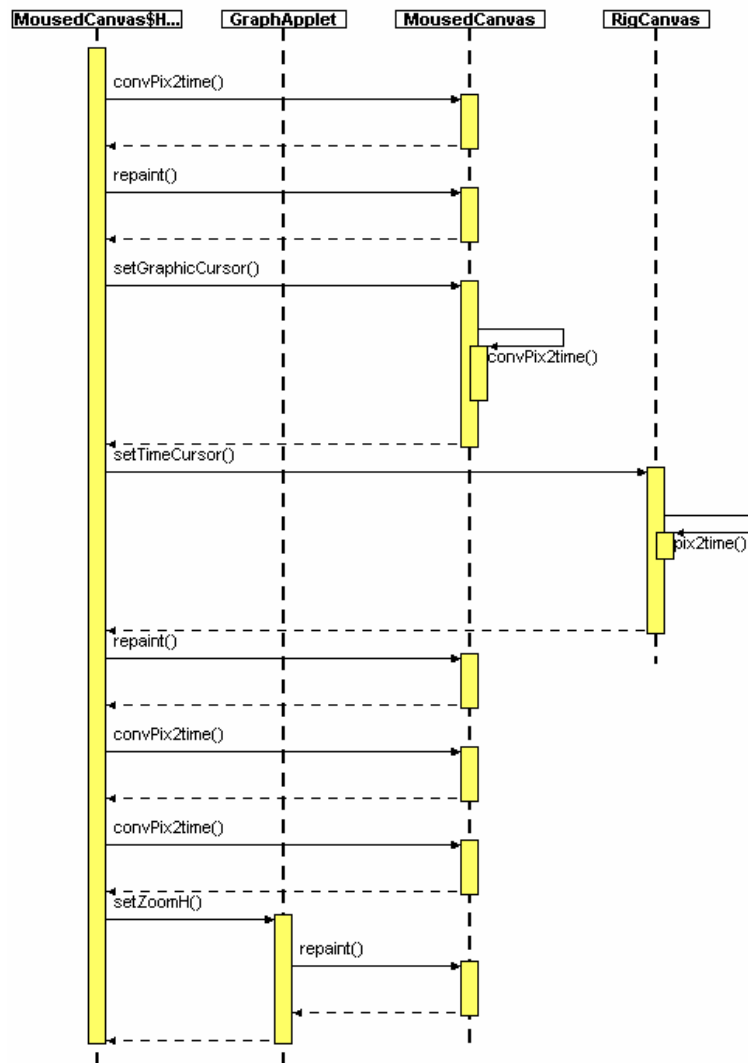 MousedCanvas$H...
GraphApplet
MousedCanvas
RigCanvas
convPix2time()
repaint()
setGraphicCursor()
convPix2time()
setTimeCursor()
pix2time()
repaint()
convPix2time()
convPix2time()
setZoomH()
repaint()